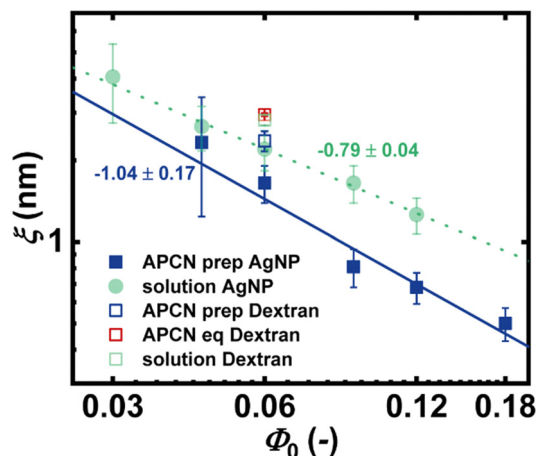 ξ (nm)
1
-0.79 ± 0.04
-1.04 ± 0.17
APCN prep AgNP
solution AgNP
APCN prep Dextran
APCN eq Dextran
solution Dextran
0.03 0.06 0.12 0.18
Φ0 (-)